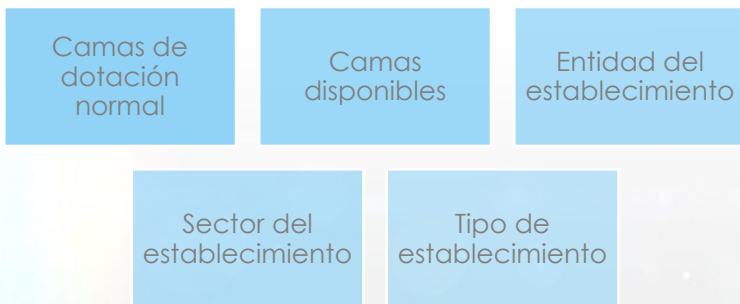 Camas de
dotación
normal
Camas
disponibles
Entidad del
establecimiento
Sector del
establecimiento
Tipo de
establecimiento